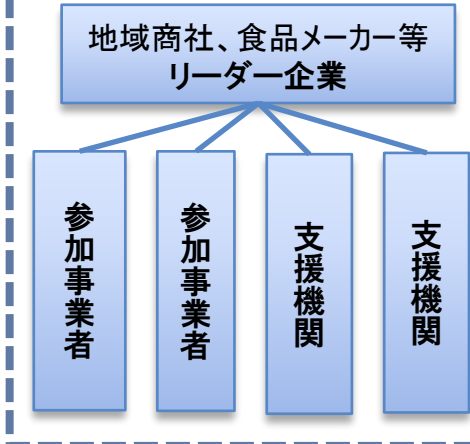 地域商社、食品メーカー等
リーダー企業
参加事業者
参加事業者
支援機関
支援機関